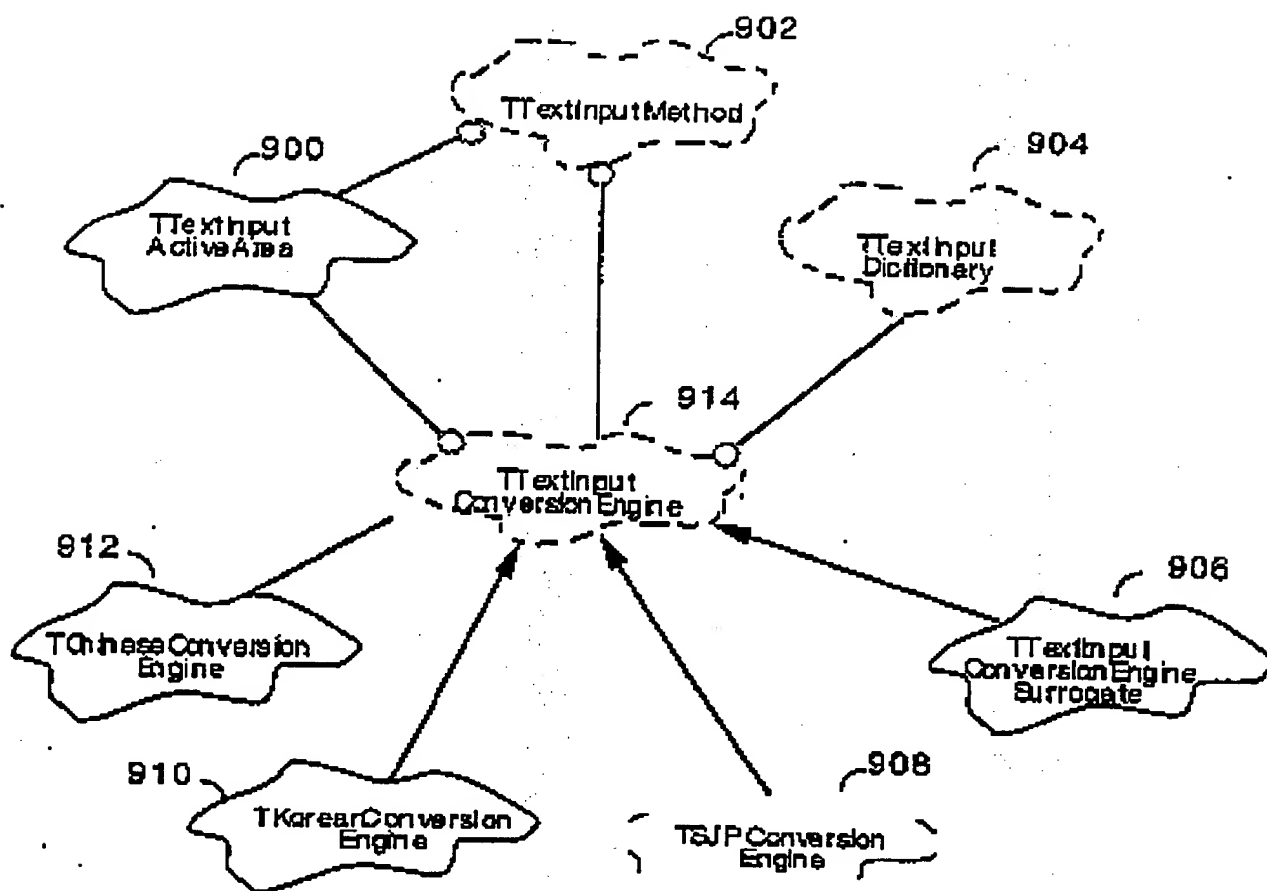 902
TTextInputMethod
900
904
TTextInput
ActiveArea
TTextInput
Dictionary
914
TTextInput
ConversionEngine
912
906
TChineseConversion
Engine
TTextInput
ConversionEngine
Surrogate
910
908
TKoreanConversion
Engine
TSJPConversion
Engine